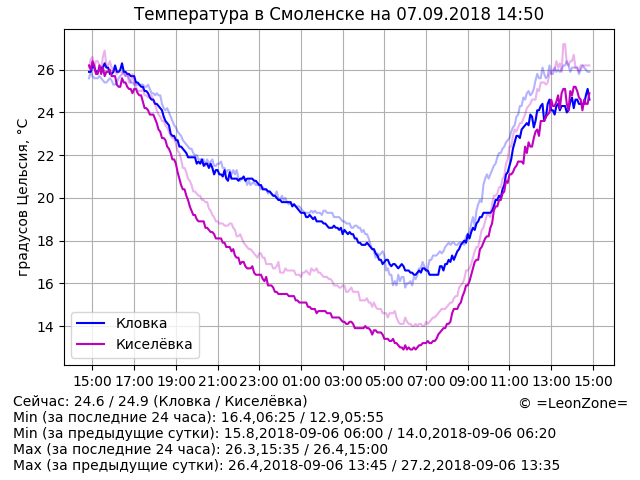 Температура в Смоленске на 07.09.2018 14:50
градусов Цельсия, °C
26
24
22
20
18
16
14
Кловка
Киселёвка
15:00 17:00 19:00 21:00 23:00 01:00 03:00 05:00 07:00 09:00 11:00 13:00 15:00
Сейчас: 24.6 / 24.9 (Кловка / Киселёвка)
© =LeonZone=
Min (за последние 24 часа): 16.4,06:25 / 12.9,05:55
Min (за предыдущие сутки): 15.8,2018-09-06 06:00 / 14.0,2018-09-06 06:20
Max (за последние 24 часа): 26.3,15:35 / 26.4,15:00
Max (за предыдущие сутки): 26.4,2018-09-06 13:45 / 27.2,2018-09-06 13:35